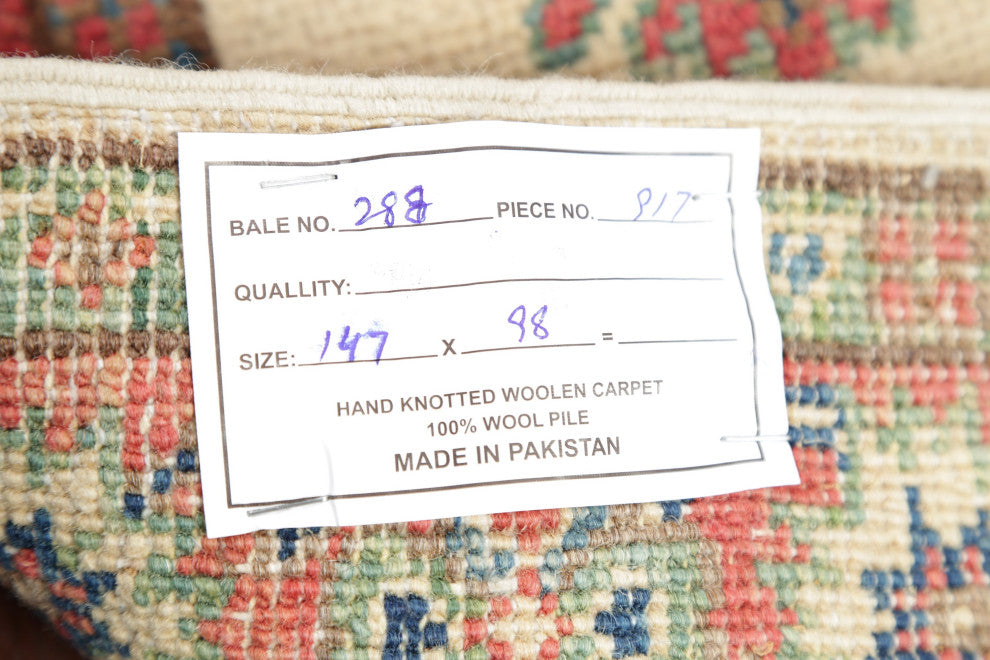 BALE NO. 288 PIECE NO. 917
QUALLITY:
SIZE: 147 X 98 =
HAND KNOTTED WOOLEN CARPET
100% WOOL PILE
MADE IN PAKISTAN